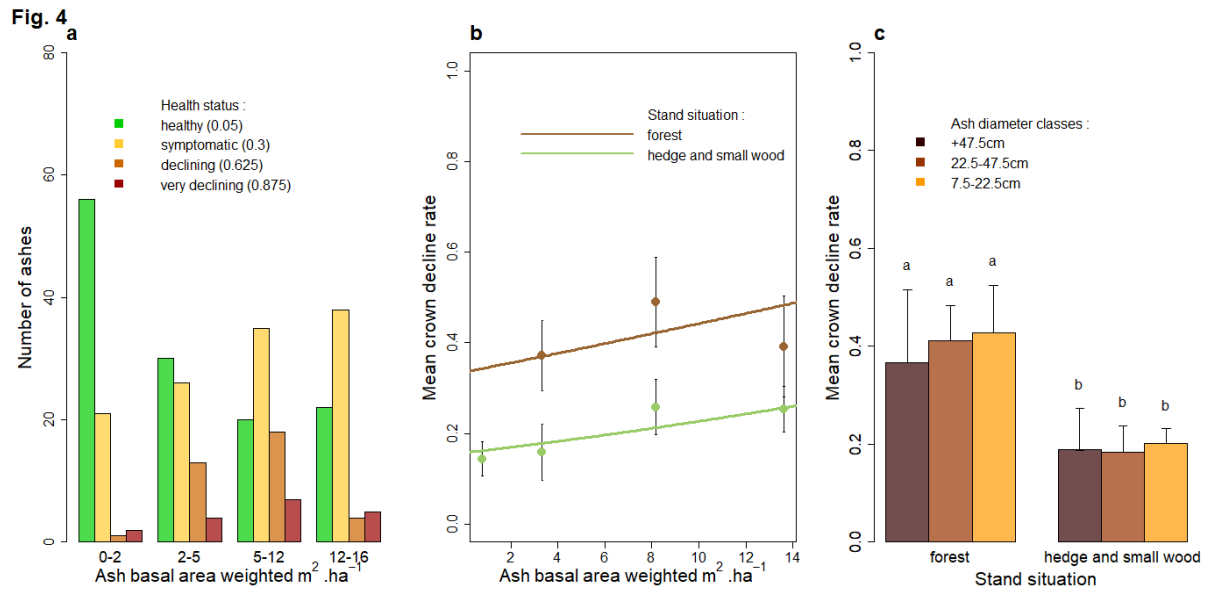 Fig. 4
a
80
60
40
20
0
Number of ashes
Health status :
healthy (0.05)
symptomatic (0.3)
declining (0.625)
very declining (0.875)
0-2 2-5 5-12 12-16
Ash basal area weighted m² .ha⁻¹
b
1.0
0.8
0.6
0.4
0.2
0.0
Mean crown decline rate
Stand situation :
forest
hedge and small wood
2 4 6 8 10 12 14
Ash basal area weighted m² .ha⁻¹
c
1.0
0.8
0.6
0.4
0.2
0.0
Mean crown decline rate
Ash diameter classes :
+47.5cm
22.5-47.5cm
7.5-22.5cm
a a a
b b b
forest hedge and small wood
Stand situation